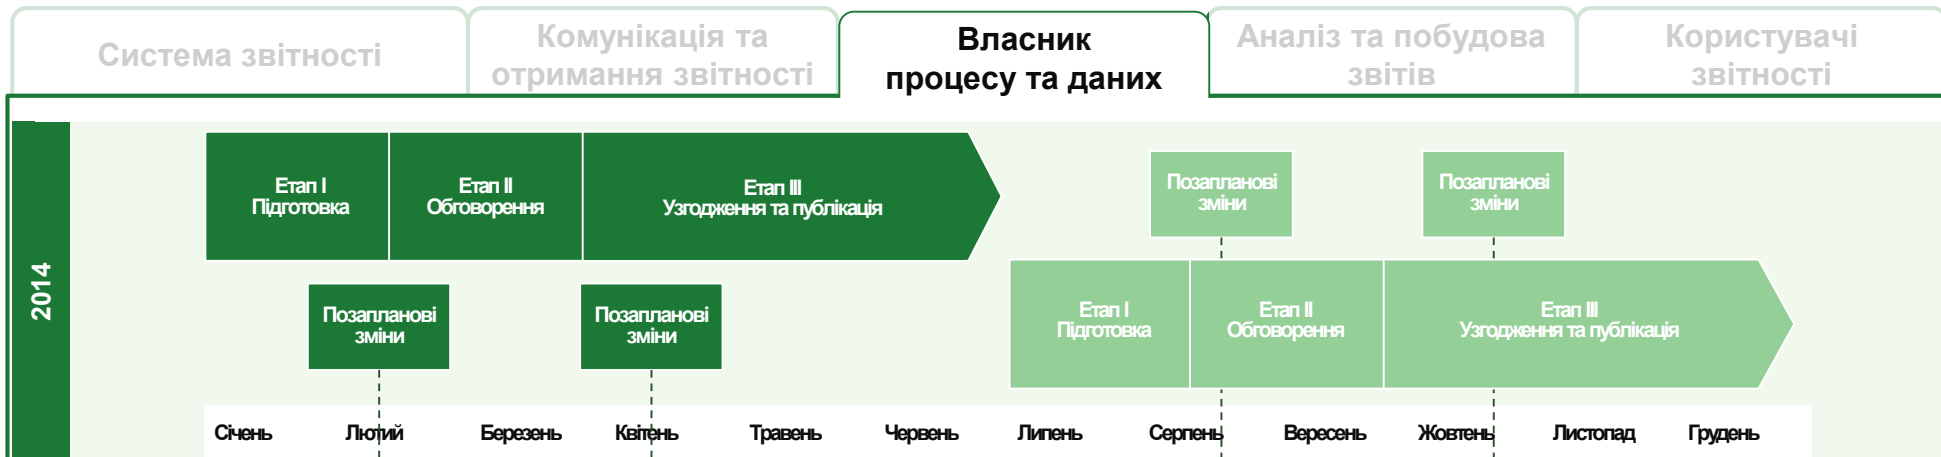 Система звітності
Комунікація та
отримання звітності
Власник
процесу та даних
Аналіз та побудова
звітів
Користувачі
звітності
2014
Етап I
Підготовка
Етап II
Обговорення
Етап III
Узгодження та публікація
Позапланові
зміни
Позапланові
зміни
Позапланові
зміни
Позапланові
зміни
Етап I
Підготовка
Етап II
Обговорення
Етап III
Узгодження та публікація
Січень Лютий Березень Квітень Травень Червень Липень Серпень Вересень Жовтень Листопад Грудень